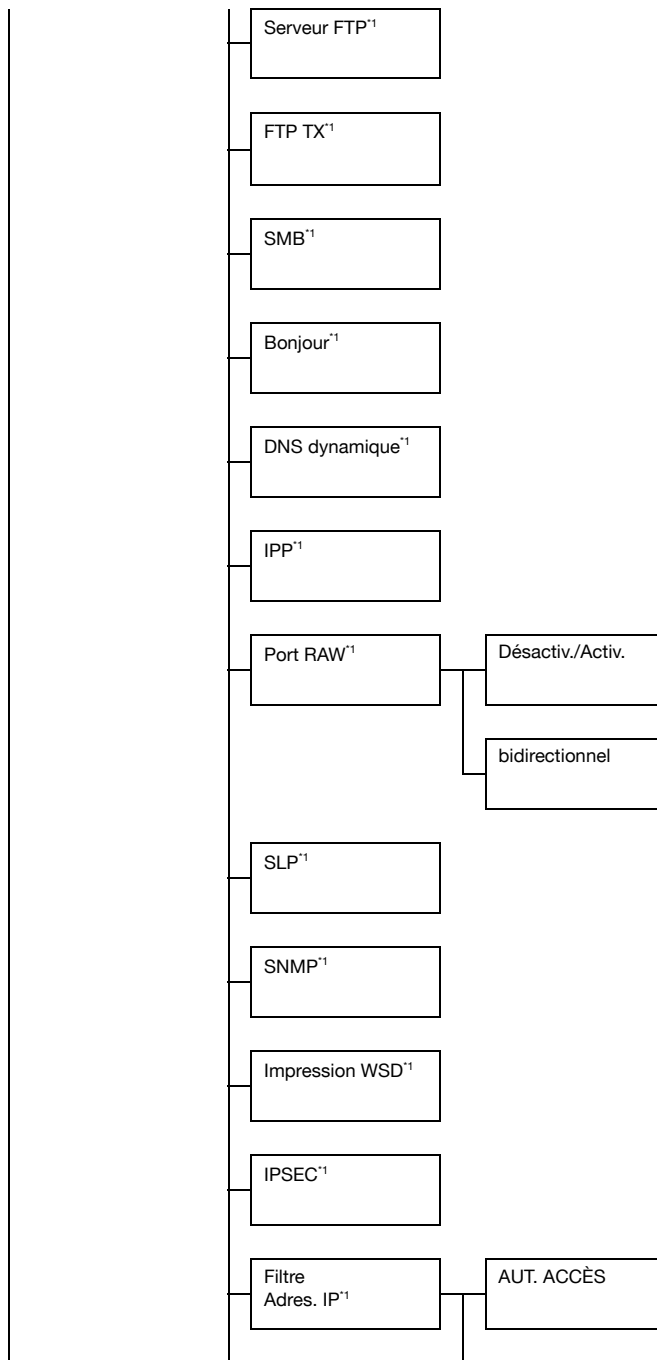 Serveur FTP*1
FTP TX*1
SMB*1
Bonjour*1
DNS dynamique*1
IPP*1
Port RAW*1
Désactiv./Activ.
bidirectionnel
SLP*1
SNMP*1
Impression WSD*1
IPSEC*1
Filtre
Adres. IP*1
AUT. ACCÈS